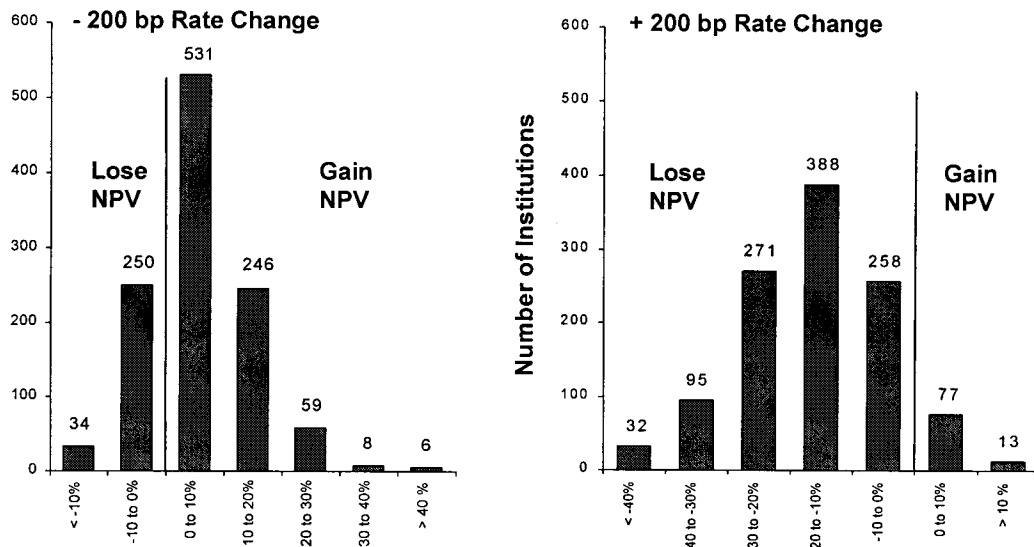 - 200 bp Rate Change
600
500
400
300
200
100
0
Lose
NPV
Gain
NPV
34
250
531
246
59
8
6
< -10%
-10 to 0%
0 to 10%
10 to 20%
20 to 30%
30 to 40%
> 40 %
+ 200 bp Rate Change
Number of Institutions
600
500
400
300
200
100
0
Lose
NPV
Gain
NPV
32
95
271
388
258
77
13
< -40%
40 to -30%
30 to -20%
20 to -10%
-10 to 0%
0 to 10%
> 10 %